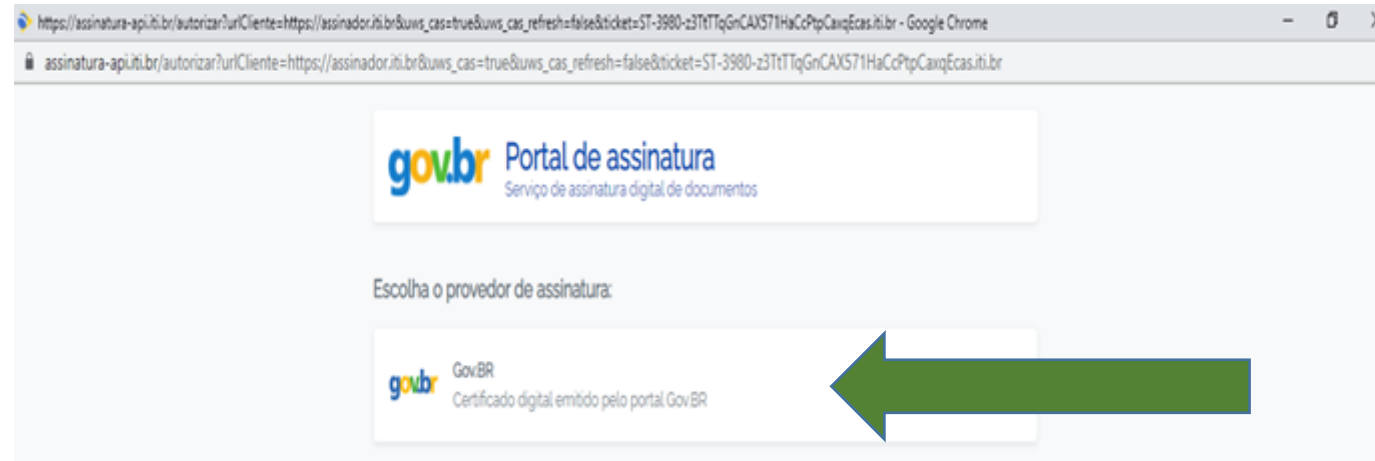 https://assinatura-api.iti.br/autorizar?urlCliente=https://assinador.iti.br&uws_cas=true&uws_cas_refresh=false&ticket=ST-3980-z3TtTTqGnCAX571HaCcPtpCaxqEcas.iti.br - Google Chrome
assinatura-api.iti.br/autorizar?urlCliente=https://assinador.iti.br&uws_cas=true&uws_cas_refresh=false&ticket=ST-3980-z3TtTTqGnCAX571HaCcPtpCaxqEcas.iti.br
gov.br Portal de assinatura
Serviço de assinatura digital de documentos
Escolha o provedor de assinatura:
gov.br Gov.BR
Certificado digital emitido pelo portal Gov.BR